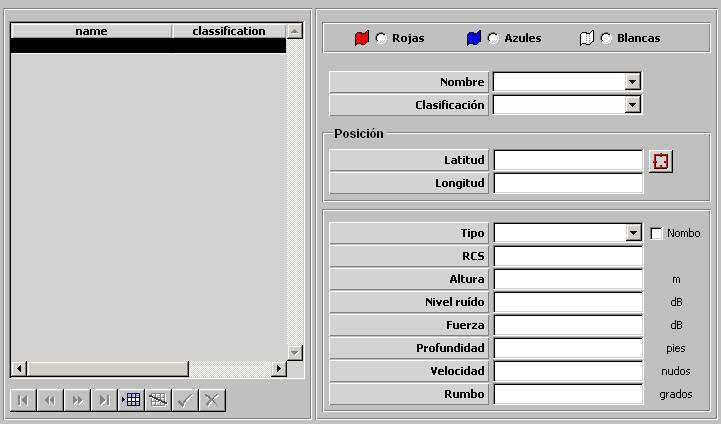 name classification
Rojas Azules Blancas
Nombre
Clasificación
Posición
Latitud
Longitud
Tipo Nombo
RCS
Altura m
Nivel ruído dB
Fuerza dB
Profundidad pies
Velocidad nudos
Rumbo grados